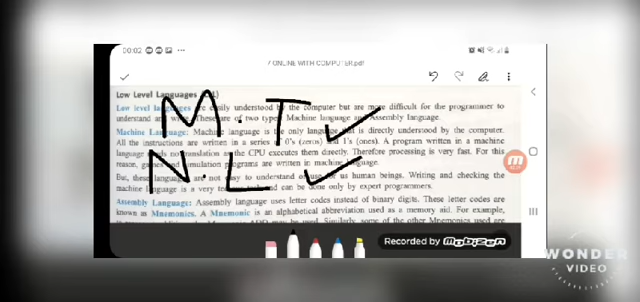 00:02
7 ONLINE WITH COMPUTER.pdf
Low Level Languages
Low level languages are easily understood by the computer but are more difficult for the programmer to
understand and These are of two types Machine language and Assembly language.
Machine Language: Machine language is the only language that is directly understood by the computer.
All the instructions are written in a series of 0's (zeros) and 1's (ones). A program written in a machine
language needs no translation and the CPU executes them directly. Therefore processing is very fast. For this
reason, games and simulation programs are written in machine language.
But, these languages are not easy to understand or use for us human beings. Writing and checking the
machine language is a very and can be done only by expert programmers.
Assembly Language: Assembly language uses letter codes instead of binary digits. These letter codes are
known as Mnemonics. A Mnemonic is an alphabetical abbreviation used as a memory aid. For example,
M.T
N.L
Recorded by mobizen
WONDER
VIDEO